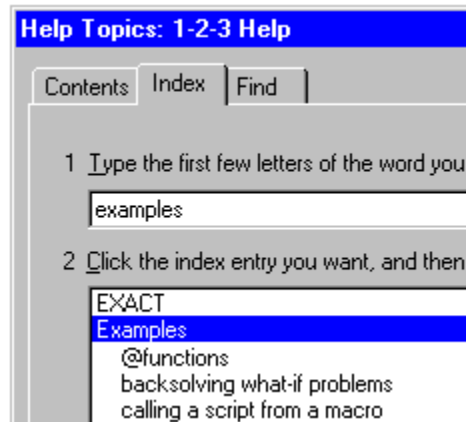 Help Topics: 1-2-3 Help
Contents Index Find
1 Type the first few letters of the word you
examples
2 Click the index entry you want, and then
EXACT
Examples
@functions
backsolving what-if problems
calling a script from a macro